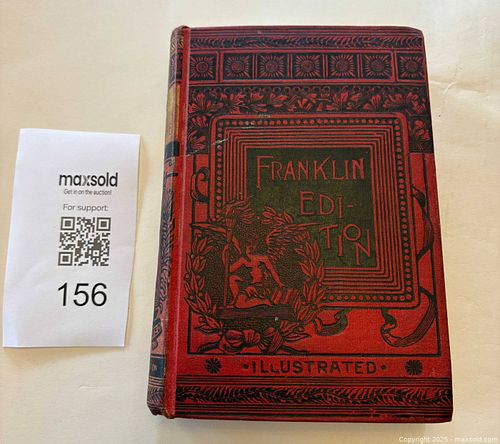 maxsold
Get in on the auction!
For support:
156
FRANKLIN
EDI-
TION
ILLUSTRATED
Copyright 2025 - maxsold.com